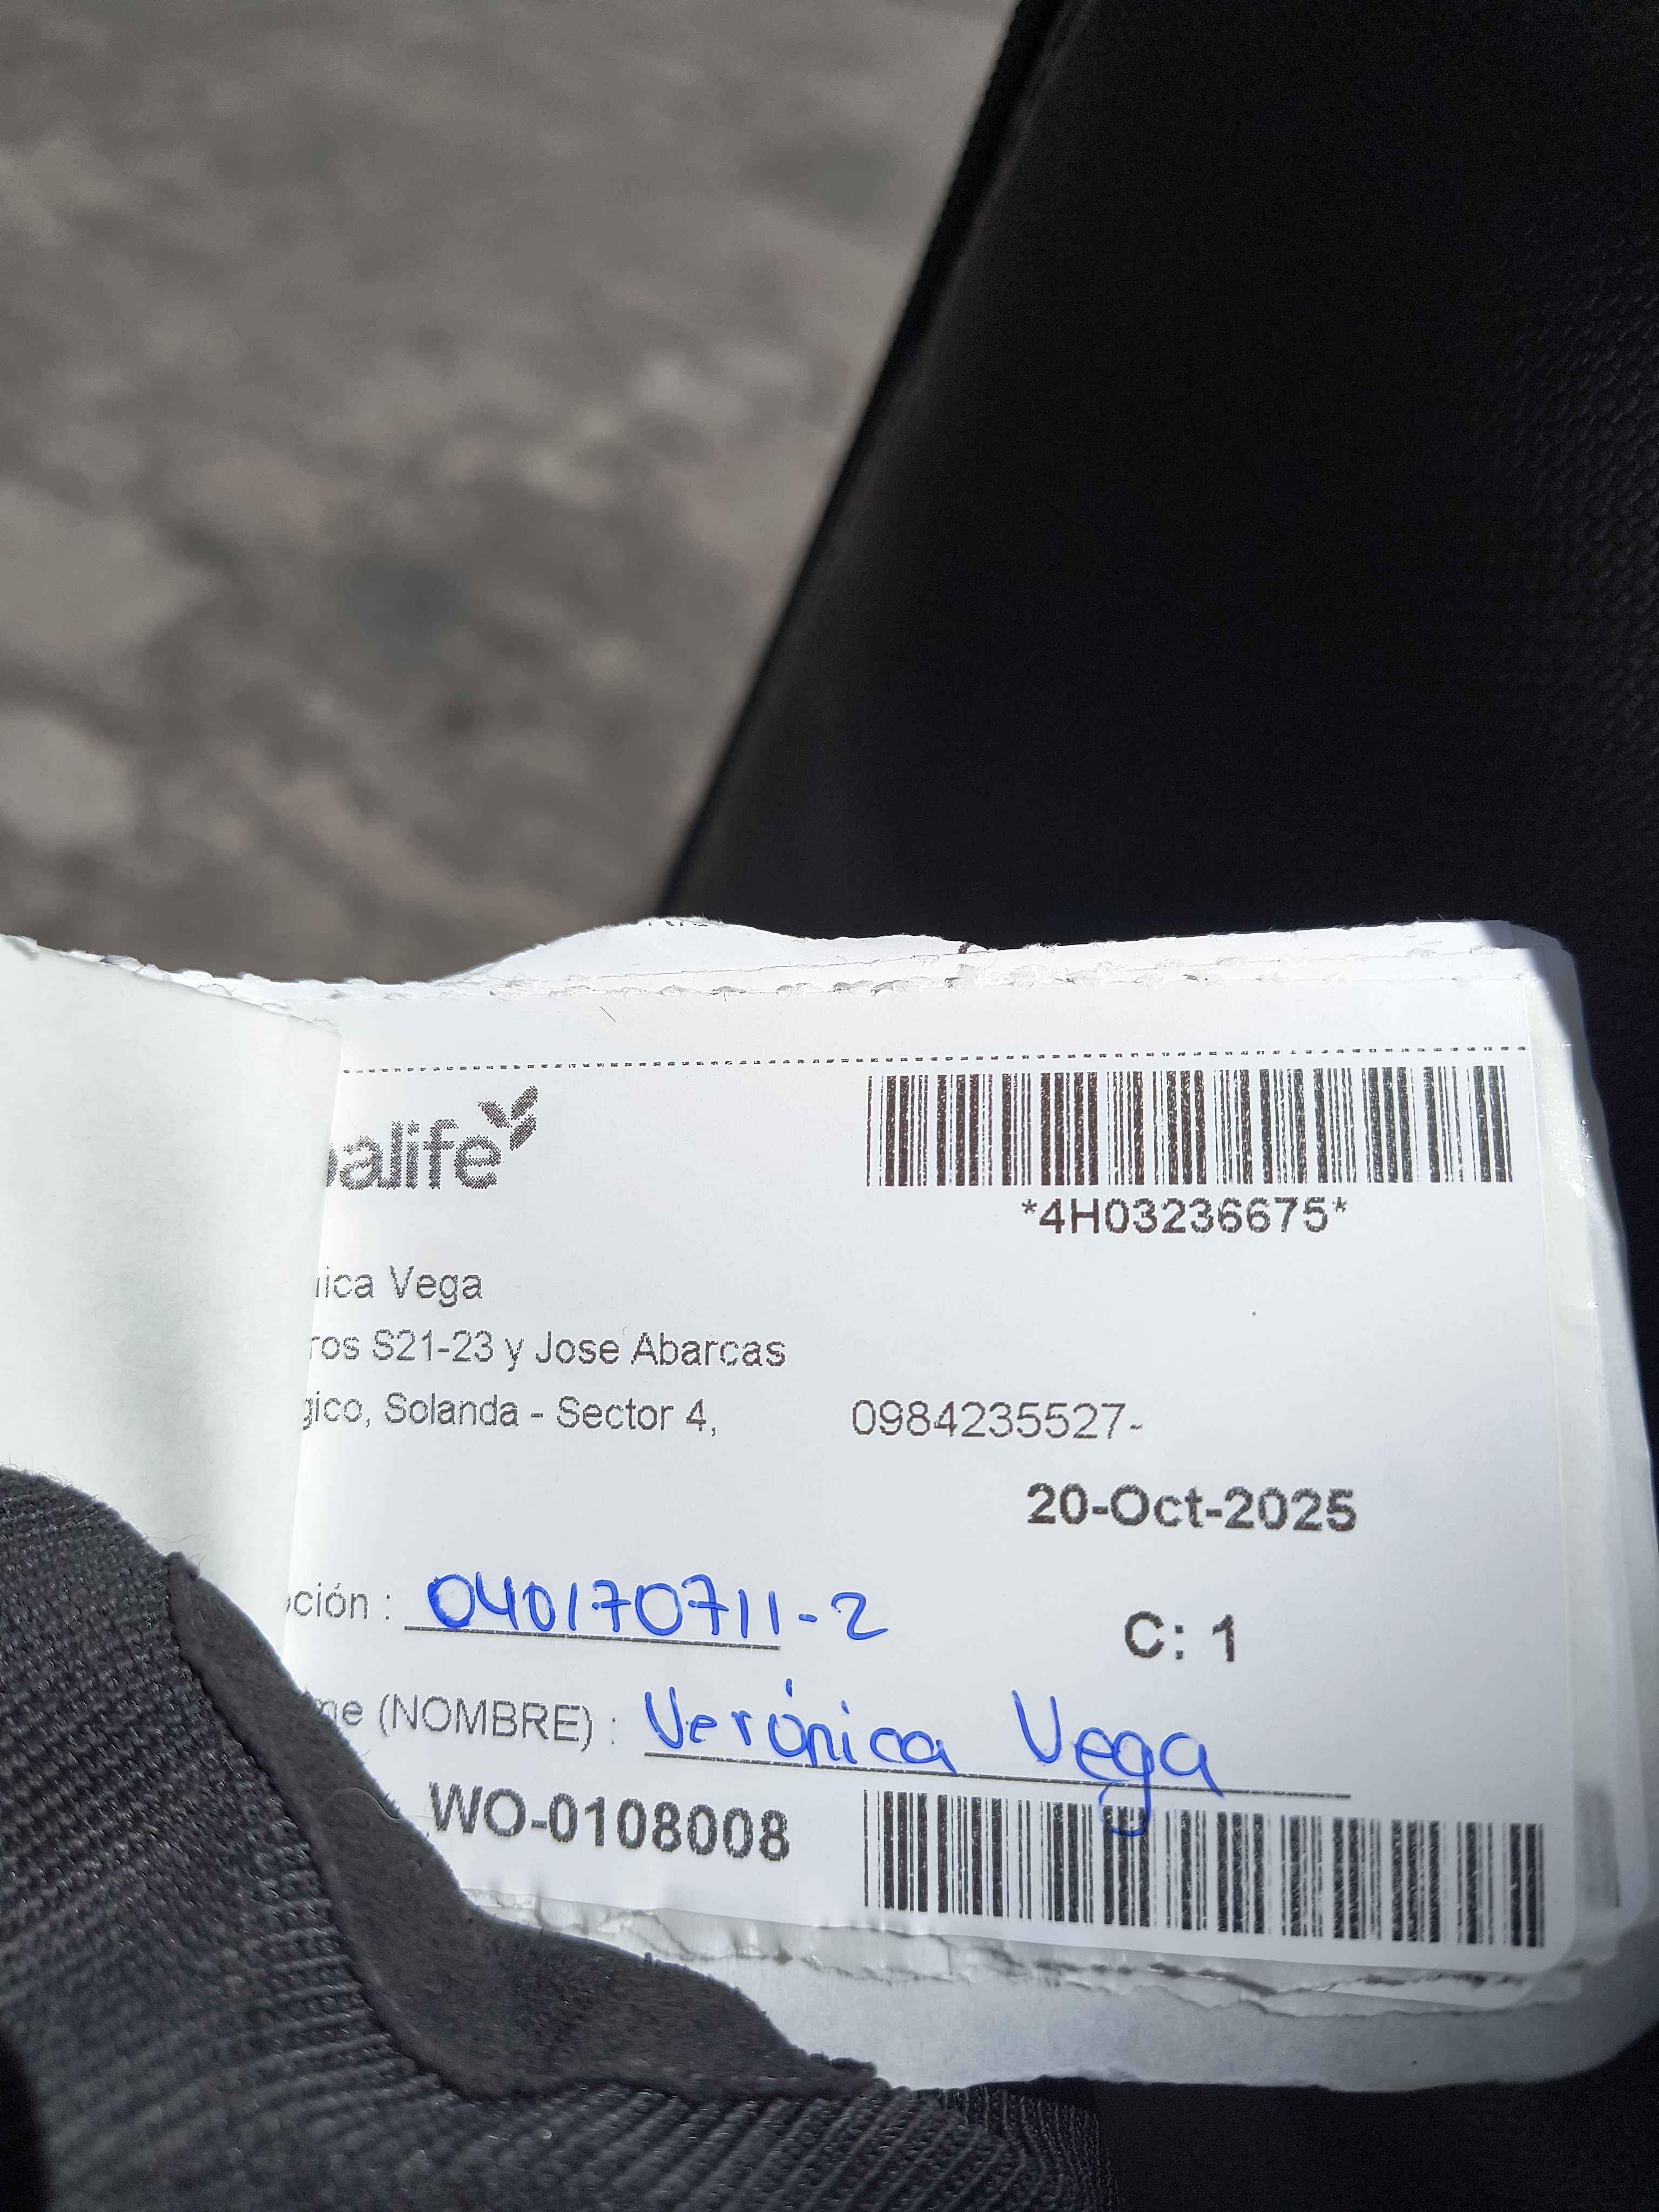 alife
*4H03236675*
ica Vega
ros S21-23 y Jose Abarcas
gico, Solanda - Sector 4,
0984235527-
20-Oct-2025
ción : 040170711-2
C: 1
me (NOMBRE) : Verónica Vega
WO-0108008